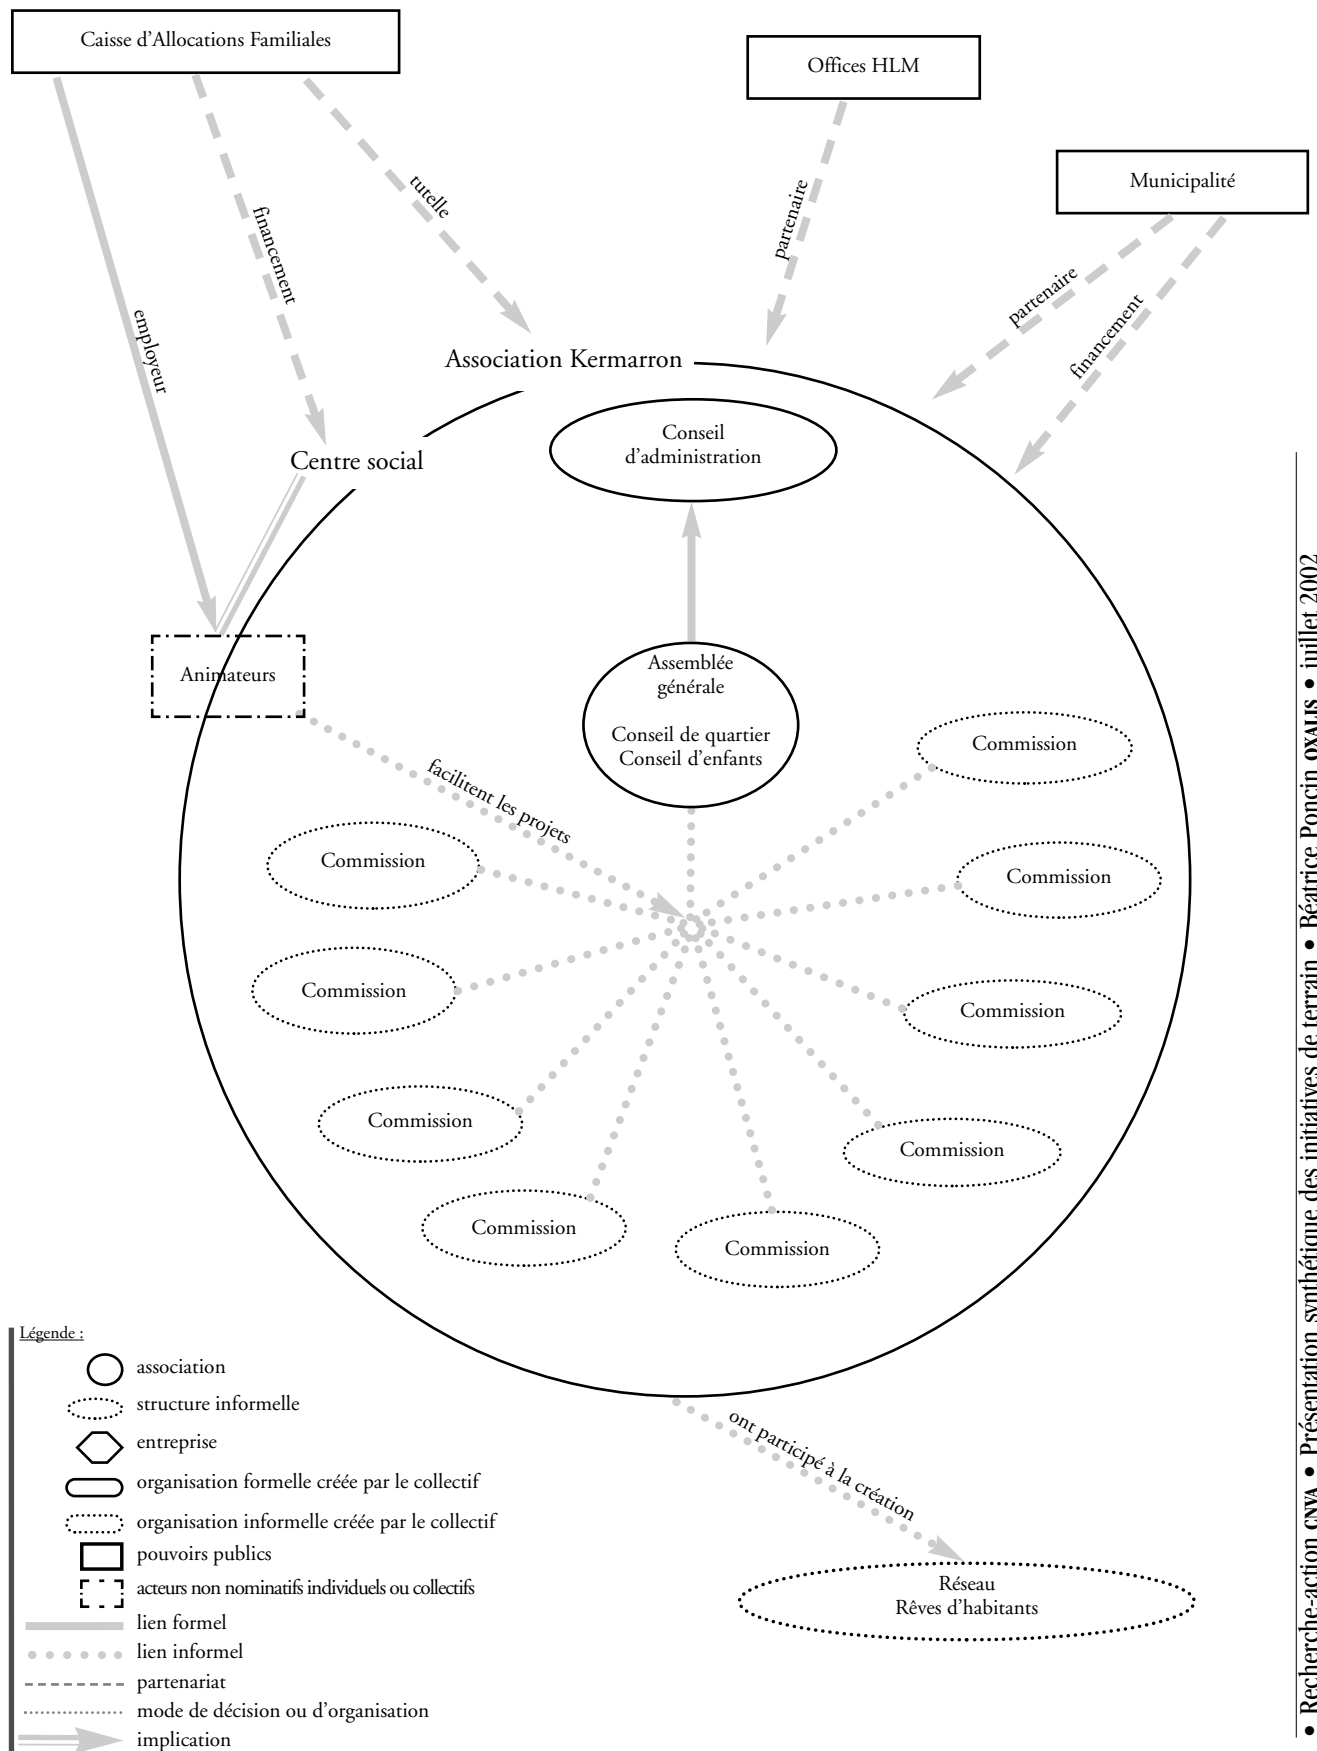 Caisse d'Allocations Familiales
Offices HLM
Municipalité
tutelle
financement
partenaire
partenaire
financement
employeur
Association Kermarron
Centre social
Conseil
d'administration
Animateurs
Assemblée
générale
Conseil de quartier
Conseil d'enfants
facilitent les projets
Commission
Commission
Commission
Commission
Commission
Commission
Commission
Commission
Commission
ont participé à la création
Réseau
Rêves d'habitants
Légende :
association
structure informelle
entreprise
organisation formelle créée par le collectif
organisation informelle créée par le collectif
pouvoirs publics
acteurs non nominatifs individuels ou collectifs
lien formel
lien informel
partenariat
mode de décision ou d'organisation
implication
• Recherche-action CNVA • Présentation synthétique des initiatives de terrain • Béatrice Poncin OXALIS • juillet 2002